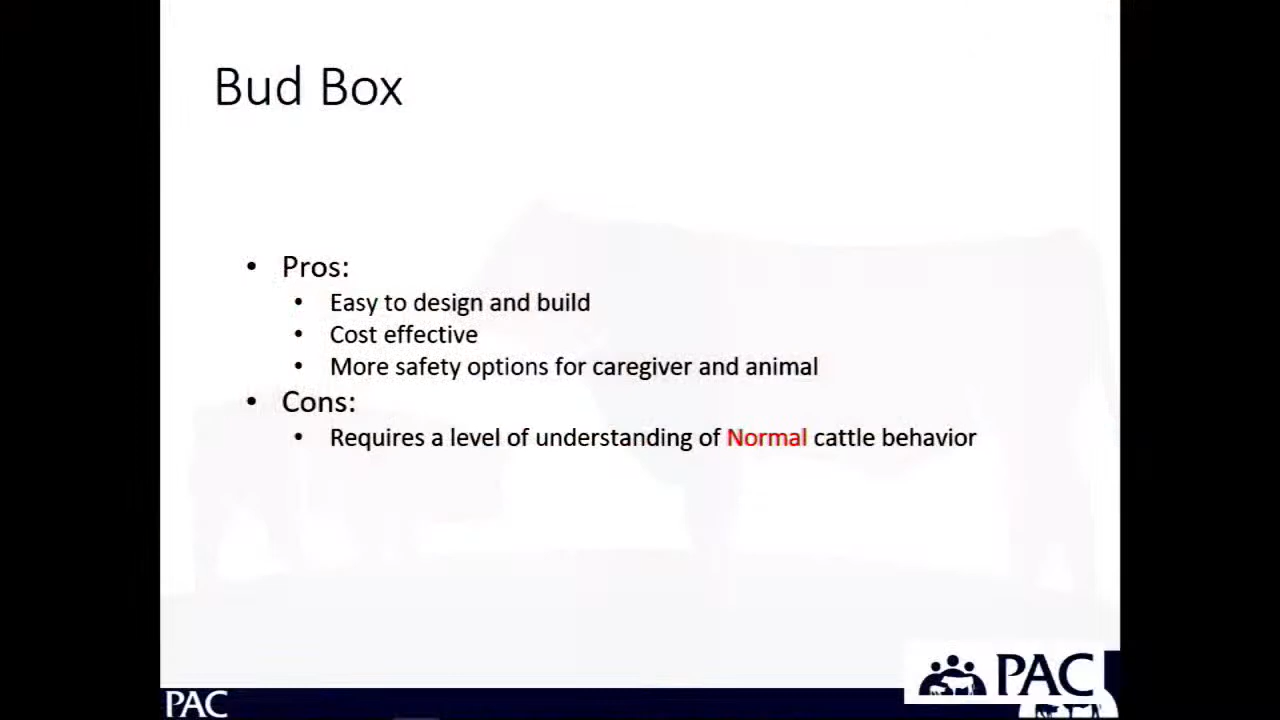 Bud Box
• Pros:
• Easy to design and build
• Cost effective
• More safety options for caregiver and animal
• Cons:
• Requires a level of understanding of Normal cattle behavior
PAC
PAC